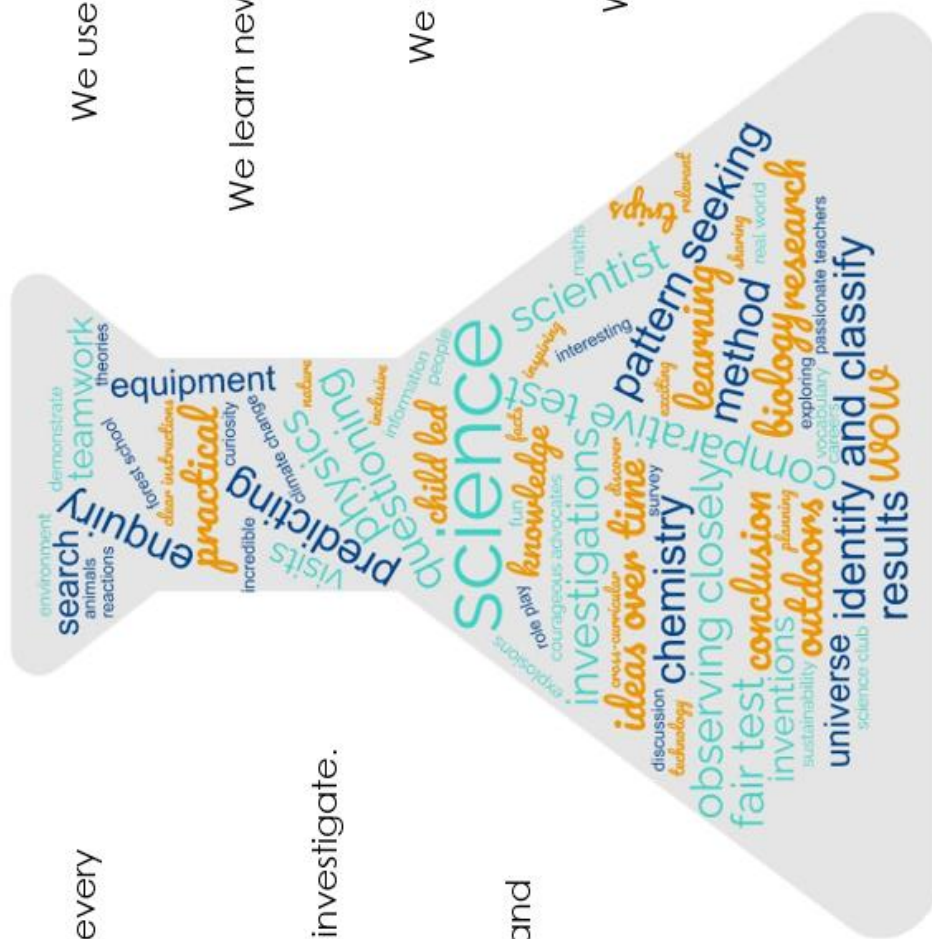 every
We use
investigate.
We learn new
and
We
environment
demonstrate
search
teamwork
animals
theories
reactions
enquiry
forest school
equipment
clear instructions
practical
curiosity
incredible
predicting
climate change
visits
physics
nature
questioning
inclusive
information
people
child led
science
explosions
role play
fun
facts
knowledge
courageous advocates
inspiring
interesting
scientist
maths
trips
relevant
investigations
cross-curricular
discover
ideas over time
survey
comparative test
pattern seeking
discussion
chemistry
technology
exciting
learning
sharing
method
real world
observing closely
fair test
conclusion
planning
biology
research
inventions
outdoors
exploring
passionate teachers
sustainability
vocabulary
careers
universe
identify and classify
science club
results
wow